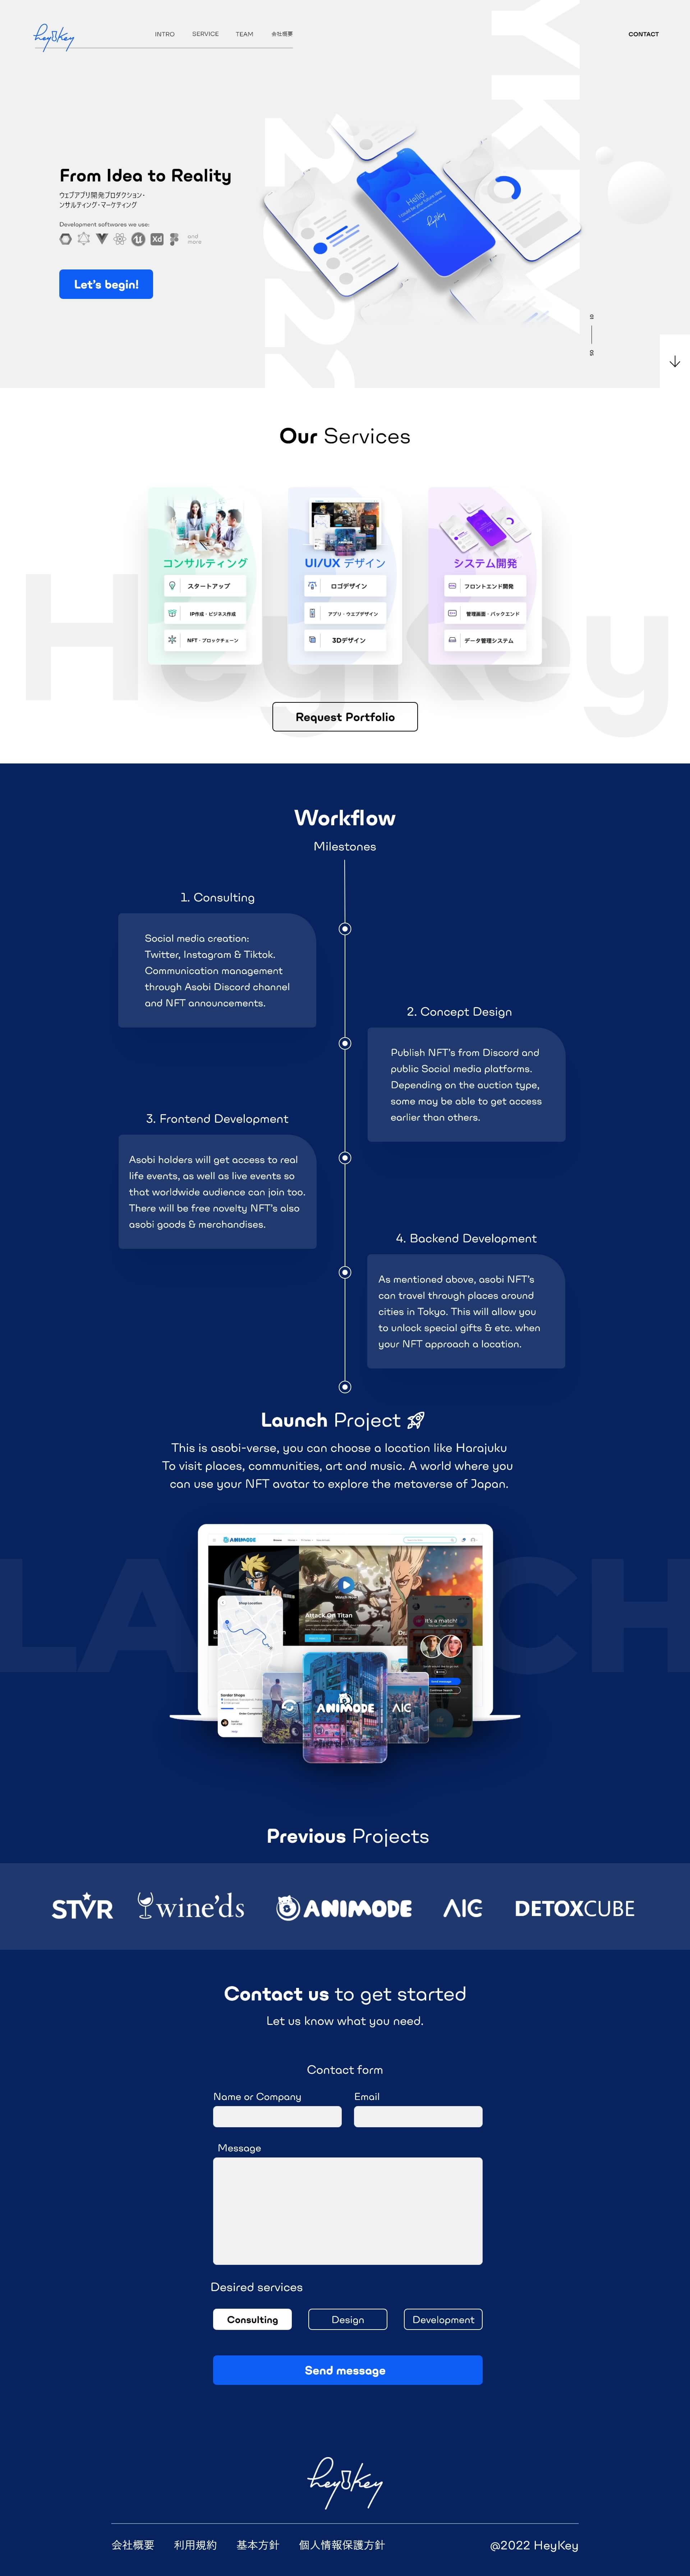 hey Key
INTRO
SERVICE
TEAM
会社概要
CONTACT
YKEY
2022
From Idea to Reality
ウェブアプリ開発プロダクション・
ンサルティング・マーケティング
Development softwares we use:
Xd
and
more
Let's begin!
Hello!
I could be your future idea
heyKey
01
05
Our Services
HeyKey
コンサルティング
スタートアップ
IP作成・ビジネス作成
NFT・ブロックチェーン
UI/UX デザイン
ロゴデザイン
アプリ・ウエブデザイン
3Dデザイン
システム開発
フロントエンド開発
管理画面・バックエンド
データ管理システム
Request Portfolio
Workflow
Milestones
1. Consulting
Social media creation:
Twitter, Instagram & Tiktok.
Communication management
through Asobi Discord channel
and NFT announcements.
2. Concept Design
Publish NFT's from Discord and
public Social media platforms.
Depending on the auction type,
some may be able to get access
earlier than others.
3. Frontend Development
Asobi holders will get access to real
life events, as well as live events so
that worldwide audience can join too.
There will be free novelty NFT's also
asobi goods & merchandises.
4. Backend Development
As mentioned above, asobi NFT's
can travel through places around
cities in Tokyo. This will allow you
to unlock special gifts & etc. when
your NFT approach a location.
Launch Project
This is asobi-verse, you can choose a location like Harajuku
To visit places, communities, art and music. A world where you
can use your NFT avatar to explore the metaverse of Japan.
ANIMODE
Watch Now
Attack On Titan
Shop Location
It's a match!
ANIMODE
AIC
Previous Projects
STVR
wine'ds
ANIMODE
AIC
DETOXCUBE
Contact us to get started
Let us know what you need.
Contact form
Name or Company
Email
Message
Desired services
Consulting
Design
Development
Send message
hey Key
会社概要
利用規約
基本方針
個人情報保護方針
@2022 HeyKey